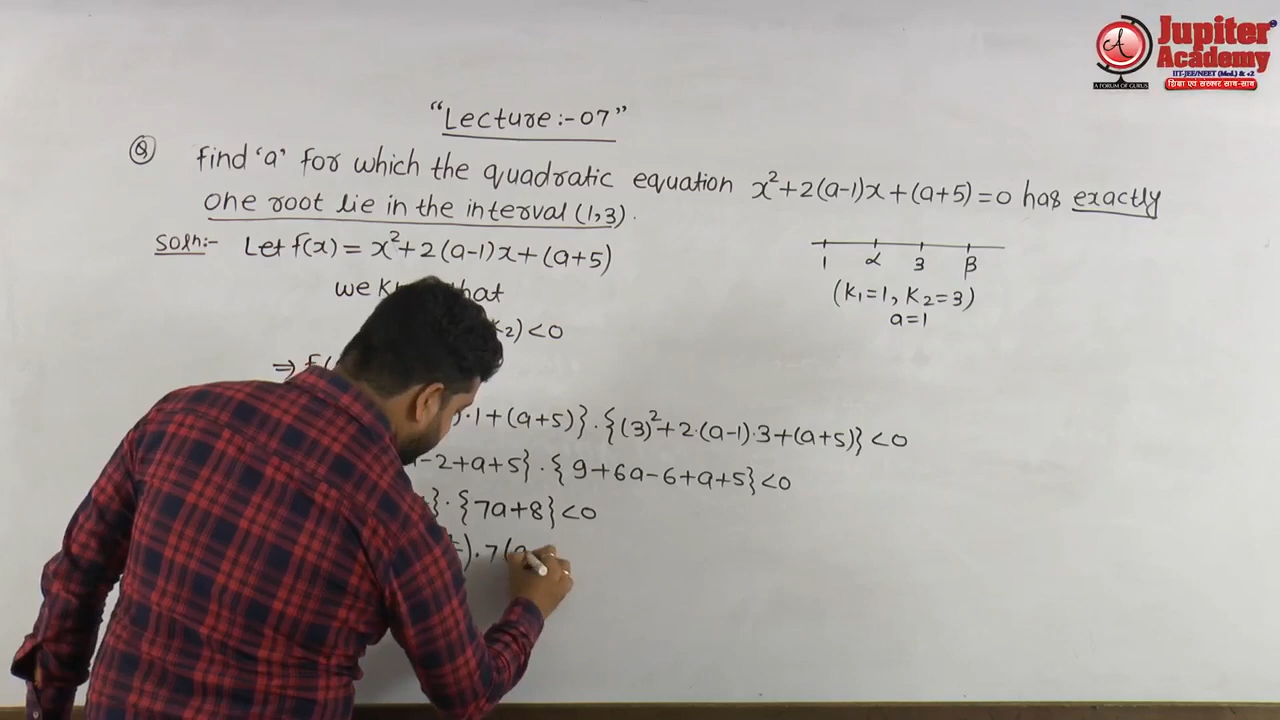 Jupiter
Academy
IIT-JEE/NEET (Med.) & +2
शिक्षा एवं संस्कार साथ-साथ
A FORUM OF GURUS
"Lecture:-07"
Q find 'a' for which the quadratic equation x²+2(a-1)x+(a+5)=0 has exactly
one root lie in the interval (1,3).
Soln:- Let f(x) = x²+2(a-1)x+(a+5)
we that
1 α 3 β
(K₁=1, K₂=3)
a=1
₂)<0
⇒ f(
)·1+(a+5)}·{(3)²+2·(a-1)·3+(a+5)}<0
-2+a+5}·{9+6a-6+a+5}<0
}·{7a+8}<0
)·7(a